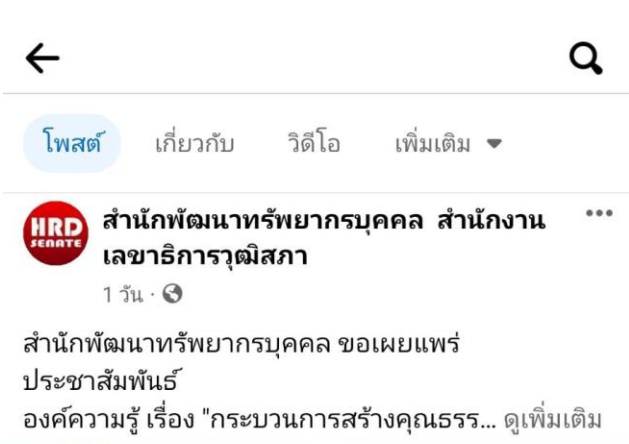 โพสต์ เกี่ยวกับ วิดีโอ เพิ่มเติม
HRD
SENATE
สำนักพัฒนาทรัพยากรบุคคล สำนักงาน
เลขาธิการวุฒิสภา
1 วัน ·
สำนักพัฒนาทรัพยากรบุคคล ขอเผยแพร่
ประชาสัมพันธ์
องค์ความรู้ เรื่อง "กระบวนการสร้างคุณธรร... ดูเพิ่มเติม